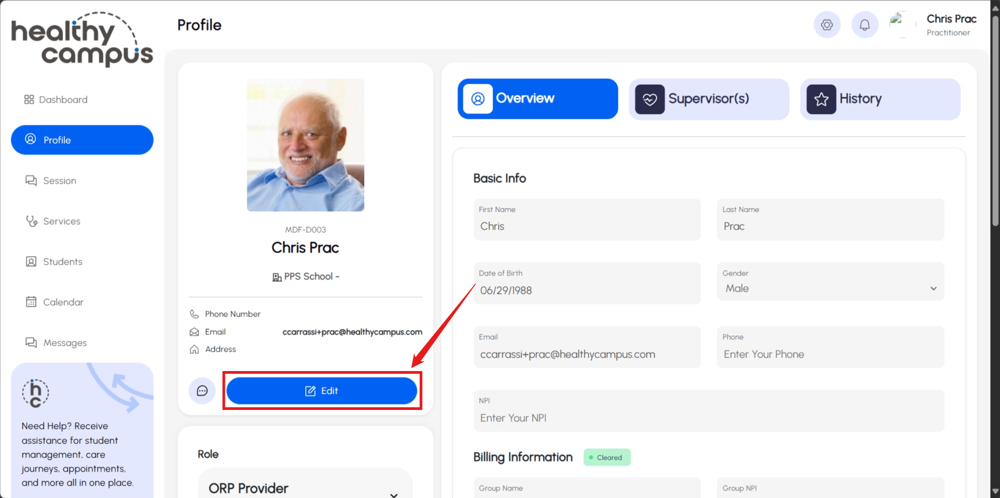 healthy
campus
Profile
Chris Prac
Practitioner
Dashboard
Profile
Session
Services
Students
Calendar
Messages
hc
Need Help? Receive
assistance for student
management, care
journeys, appointments,
and more all in one place.
MDF-D003
Chris Prac
PPS School -
Phone Number
Email ccarrassi+prac@healthycampus.com
Address
Edit
Role
ORP Provider
Overview
Supervisor(s)
History
Basic Info
First Name
Chris
Last Name
Prac
Date of Birth
06/29/1988
Gender
Male
Email
ccarrassi+prac@healthycampus.com
Phone
Enter Your Phone
NPI
Enter Your NPI
Billing Information
Cleared
Group Name
Group NPI